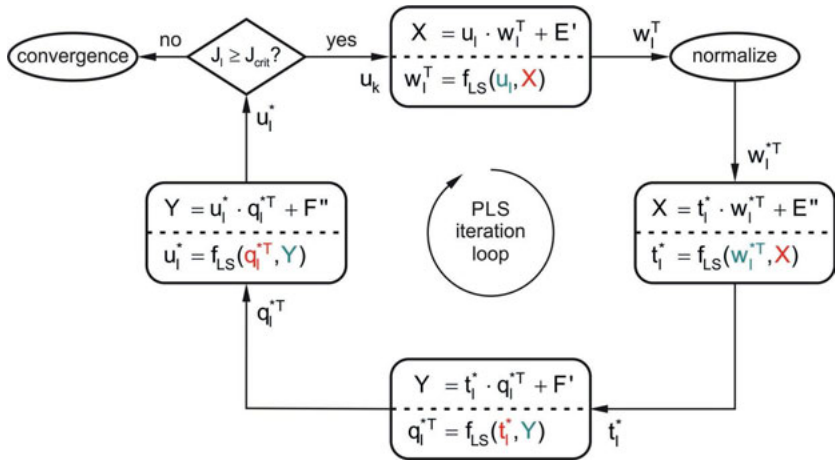 convergence
no
J_l ≥ J_crit?
yes
u_k
X = u_l · w_l^T + E'
w_l^T = f_LS(u_l, X)
w_l^T
normalize
w_l^*T
X = t_l^* · w_l^*T + E"
t_l^* = f_LS(w_l^*T, X)
t_l^*
Y = t_l^* · q_l^*T + F'
q_l^*T = f_LS(t_l^*, Y)
q_l^*T
Y = u_l^* · q_l^*T + F"
u_l^* = f_LS(q_l^*T, Y)
u_l^*
PLS
iteration
loop